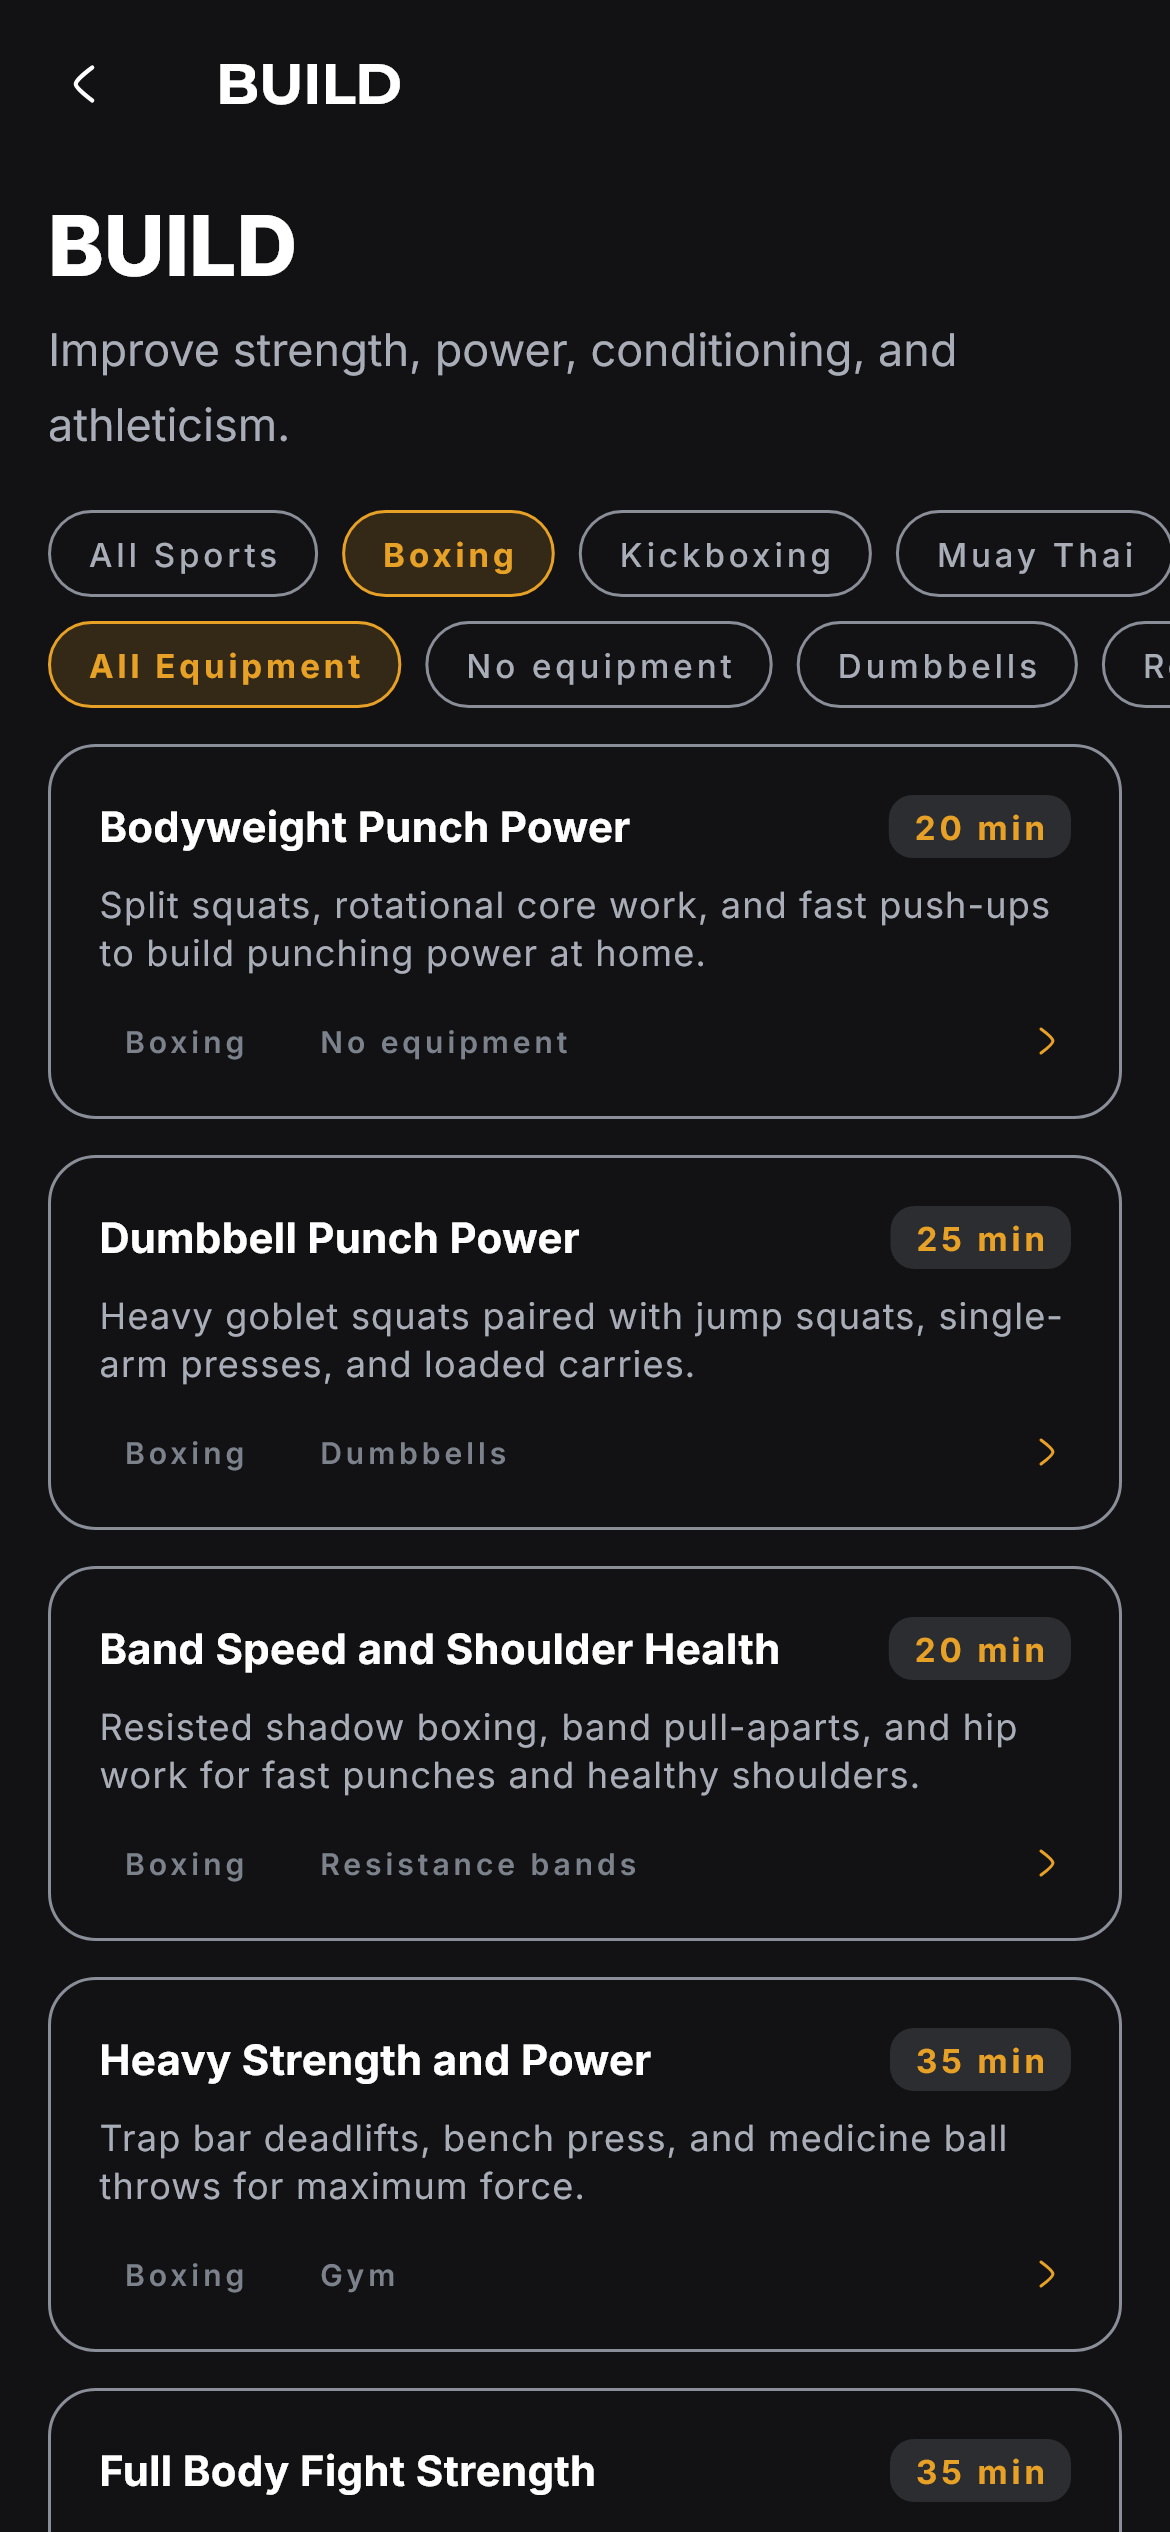 BUILD
BUILD
Improve strength, power, conditioning, and
athleticism.
All Sports Boxing Kickboxing Muay Thai
All Equipment No equipment Dumbbells
Bodyweight Punch Power 20 min
Split squats, rotational core work, and fast push-ups
to build punching power at home.
Boxing No equipment
Dumbbell Punch Power 25 min
Heavy goblet squats paired with jump squats, single-
arm presses, and loaded carries.
Boxing Dumbbells
Band Speed and Shoulder Health 20 min
Resisted shadow boxing, band pull-aparts, and hip
work for fast punches and healthy shoulders.
Boxing Resistance bands
Heavy Strength and Power 35 min
Trap bar deadlifts, bench press, and medicine ball
throws for maximum force.
Boxing Gym
Full Body Fight Strength 35 min